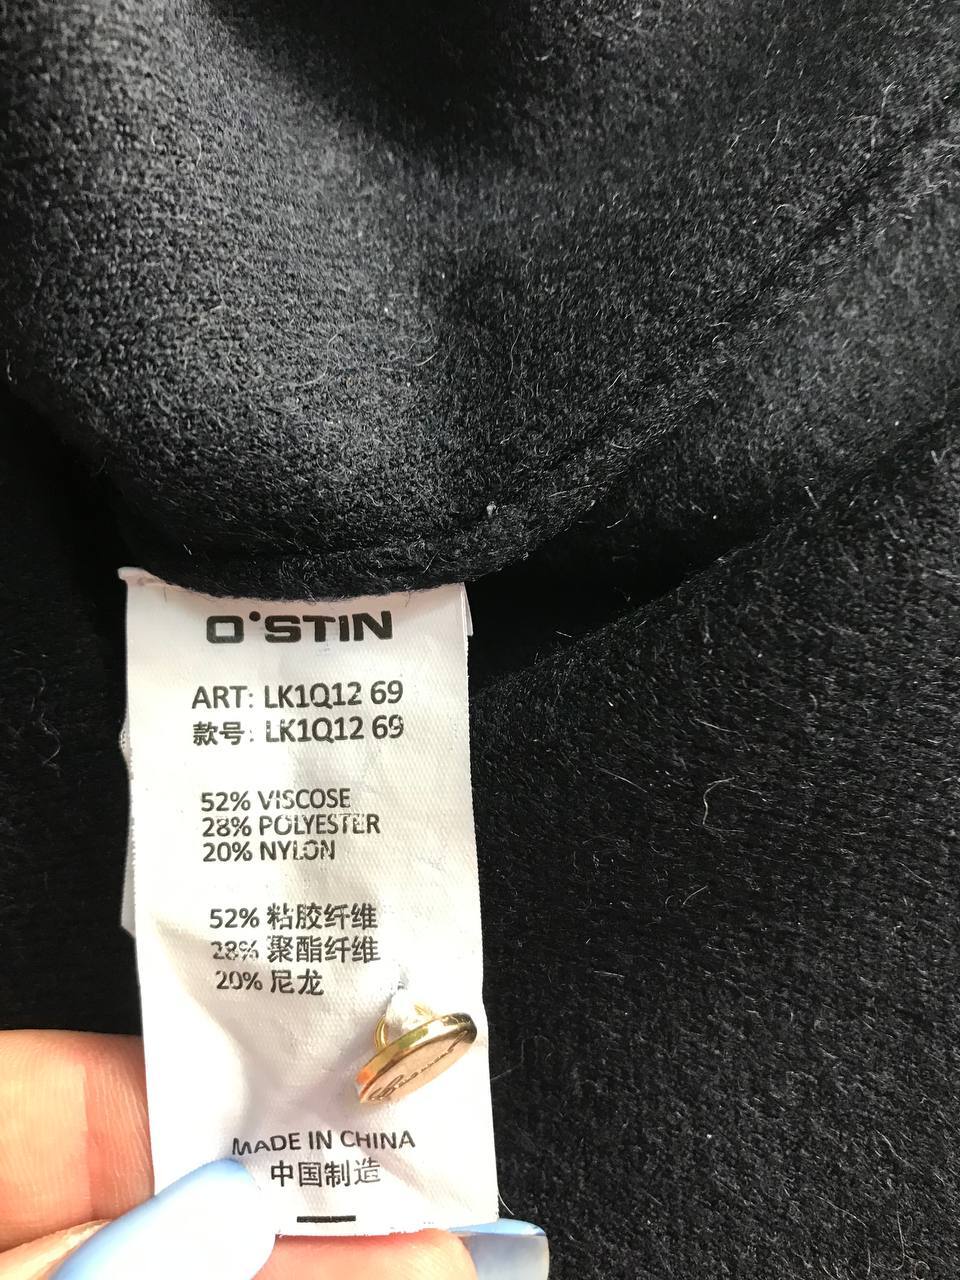 O'STIN
ART: LK1Q12 69
款号: LK1Q12 69
52% VISCOSE
28% POLYESTER
20% NYLON
52% 粘胶纤维
28% 聚酯纤维
20% 尼龙
MADE IN CHINA
中国制造